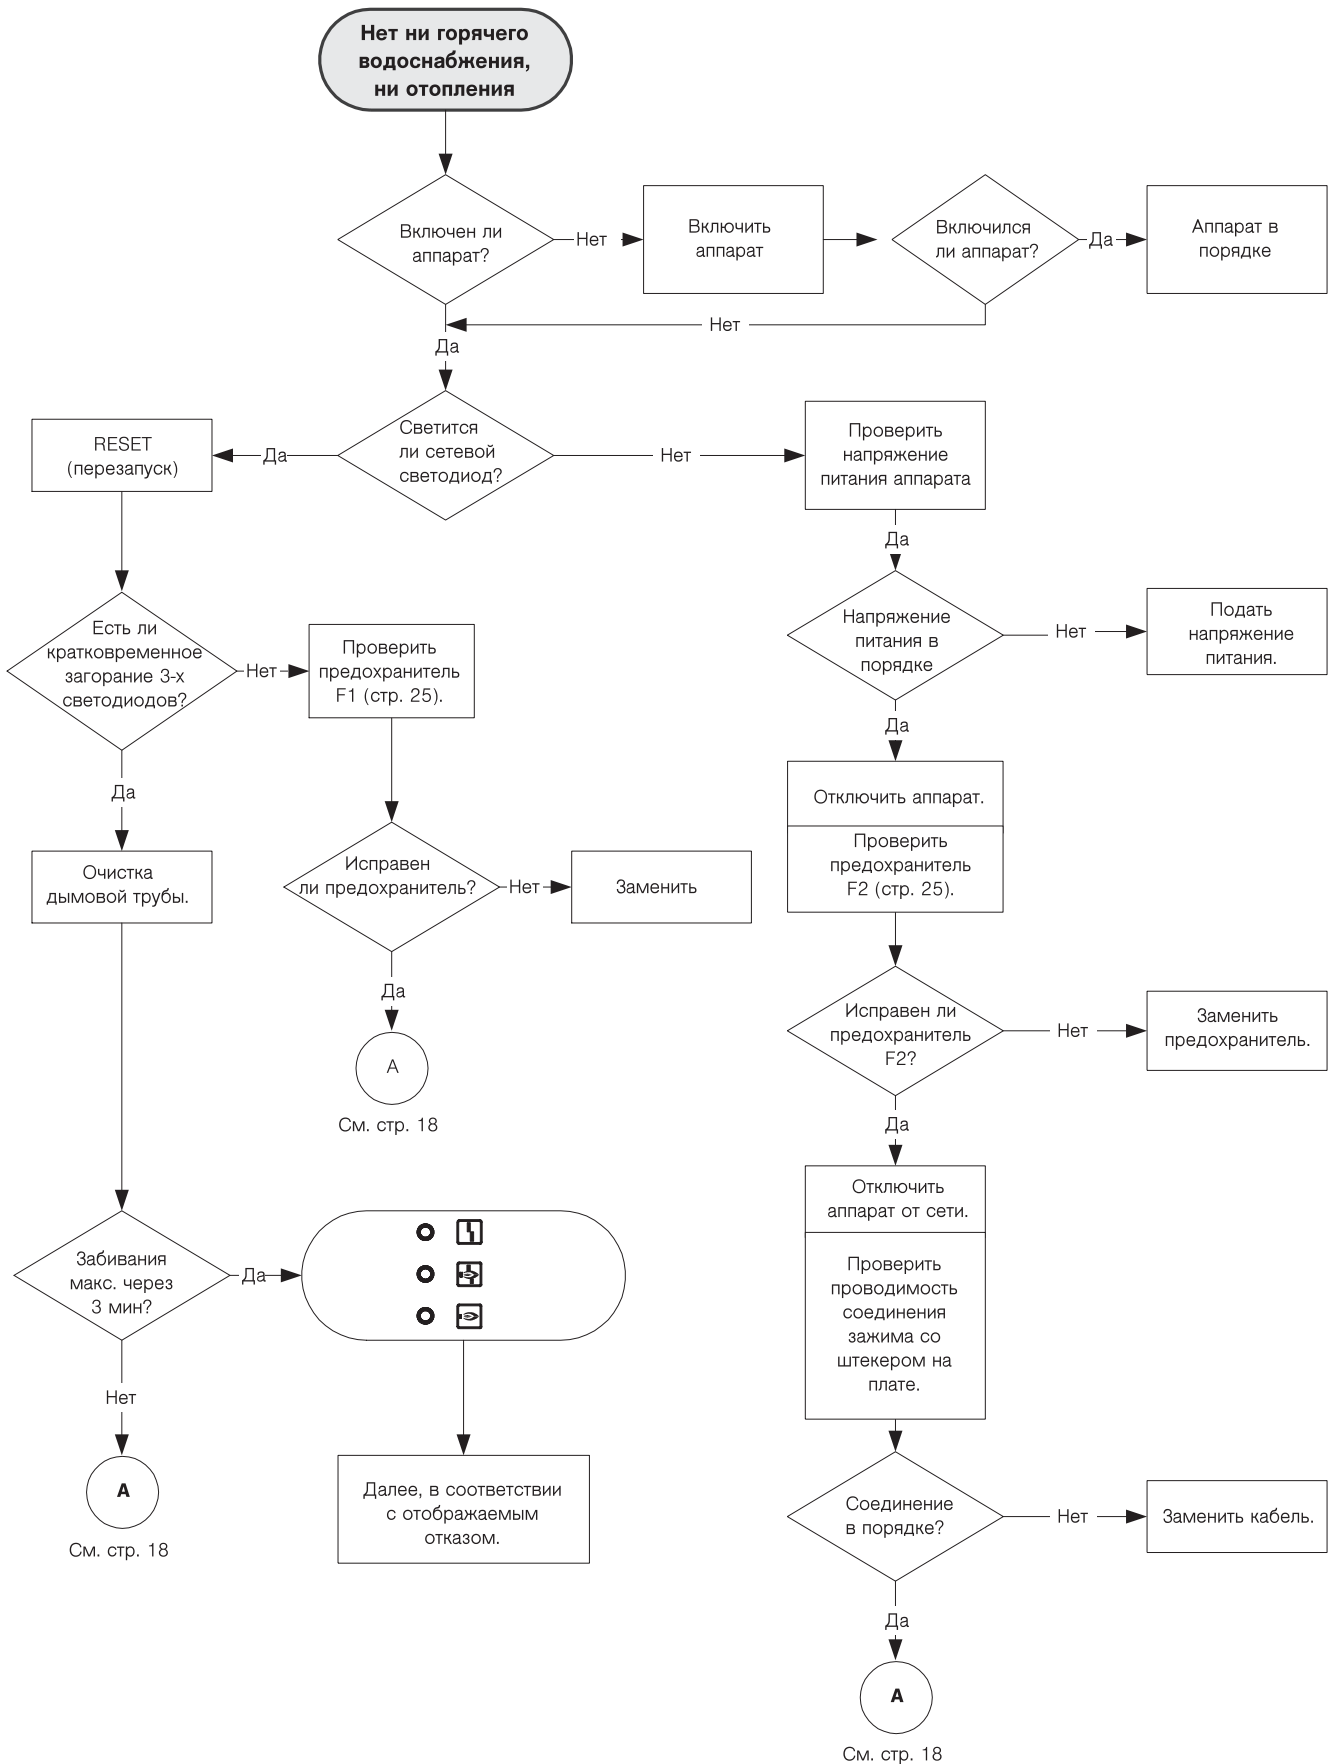 Нет ни горячего
водоснабжения,
ни отопления
Включен ли
аппарат?
Нет
Включить
аппарат
Включился
ли аппарат?
Да
Аппарат в
порядке
Нет
Да
Светится
ли сетевой
светодиод?
Да
RESET
(перезапуск)
Нет
Проверить
напряжение
питания аппарата
Да
Напряжение
питания в
порядке
Нет
Подать
напряжение
питания.
Есть ли
кратковременное
загорание 3-х
светодиодов?
Нет
Проверить
предохранитель
F1 (стр. 25).
Да
Отключить аппарат.
Проверить
предохранитель
F2 (стр. 25).
Да
Очистка
дымовой трубы.
Исправен
ли предохранитель?
Нет
Заменить
Да
A
См. стр. 18
Исправен ли
предохранитель
F2?
Нет
Заменить
предохранитель.
Да
Отключить
аппарат от сети.
Проверить
проводимость
соединения
зажима со
штекером на
плате.
Забивания
макс. через
3 мин?
Да
Нет
A
См. стр. 18
Далее, в соответствии
с отображаемым
отказом.
Соединение
в порядке?
Нет
Заменить кабель.
Да
A
См. стр. 18